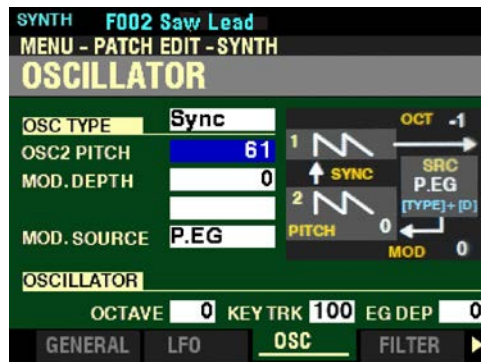 SYNTH F002 Saw Lead
MENU - PATCH EDIT - SYNTH
OSCILLATOR
OSC TYPE Sync
OSC2 PITCH 61
MOD. DEPTH 0
MOD. SOURCE P.EG
OCT -1
1
SYNC
SRC
P.EG
2
[TYPE]+[D]
PITCH 0
MOD 0
OSCILLATOR
OCTAVE 0 KEY TRK 100 EG DEP 0
GENERAL LFO OSC FILTER